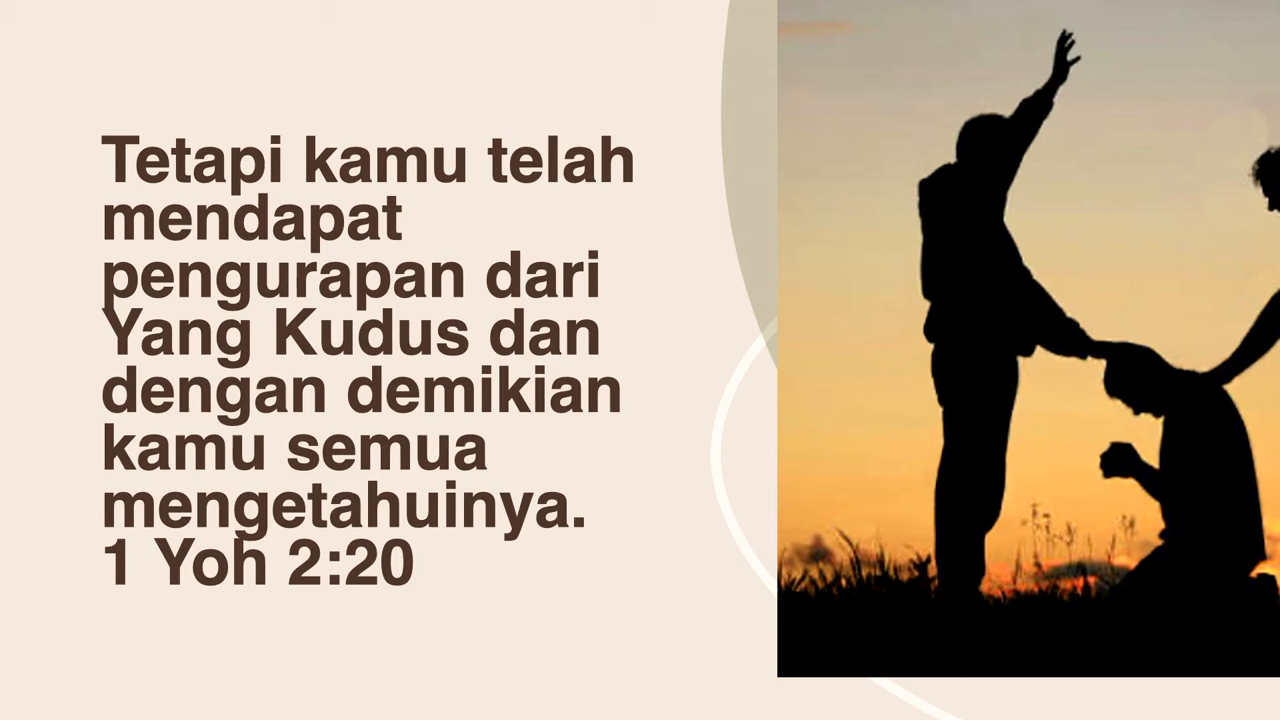 Tetapi kamu telah
mendapat
pengurapan dari
Yang Kudus dan
dengan demikian
kamu semua
mengetahuinya.
1 Yoh 2:20